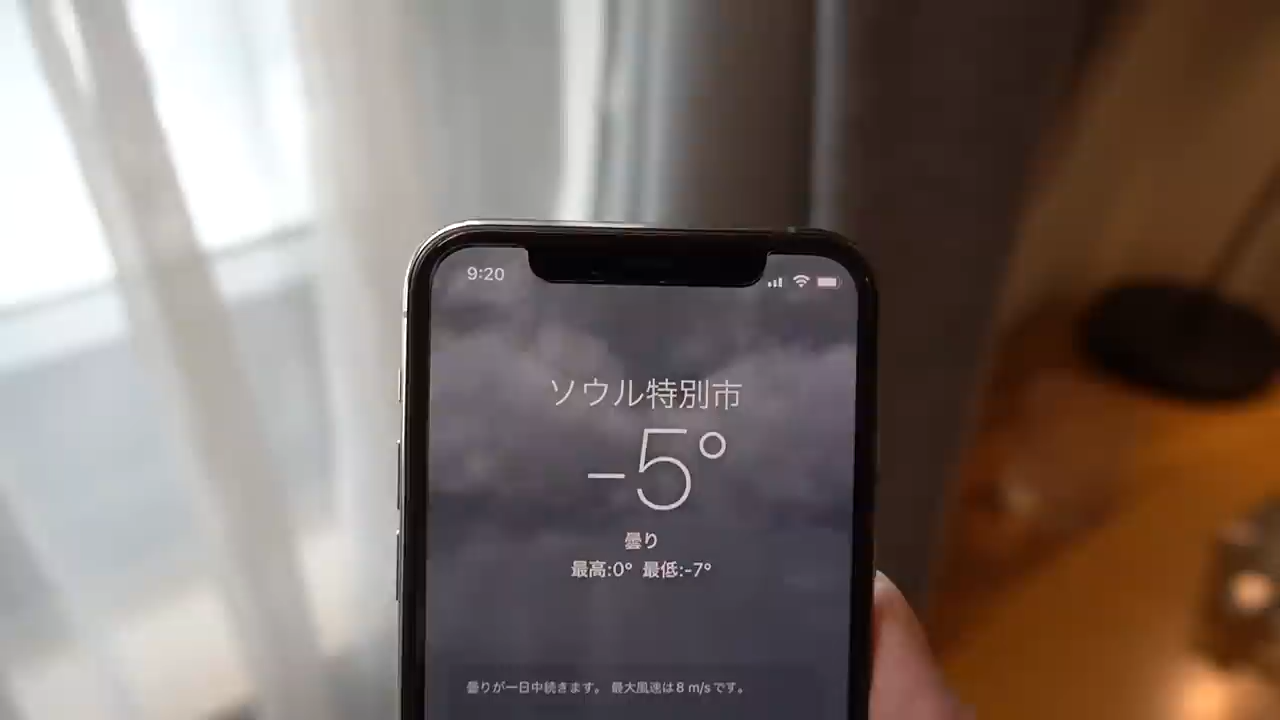 9:20
ソウル特別市
-5°
曇り
最高:0° 最低:-7°
曇りが一日中続きます。 最大風速は8 m/sです。